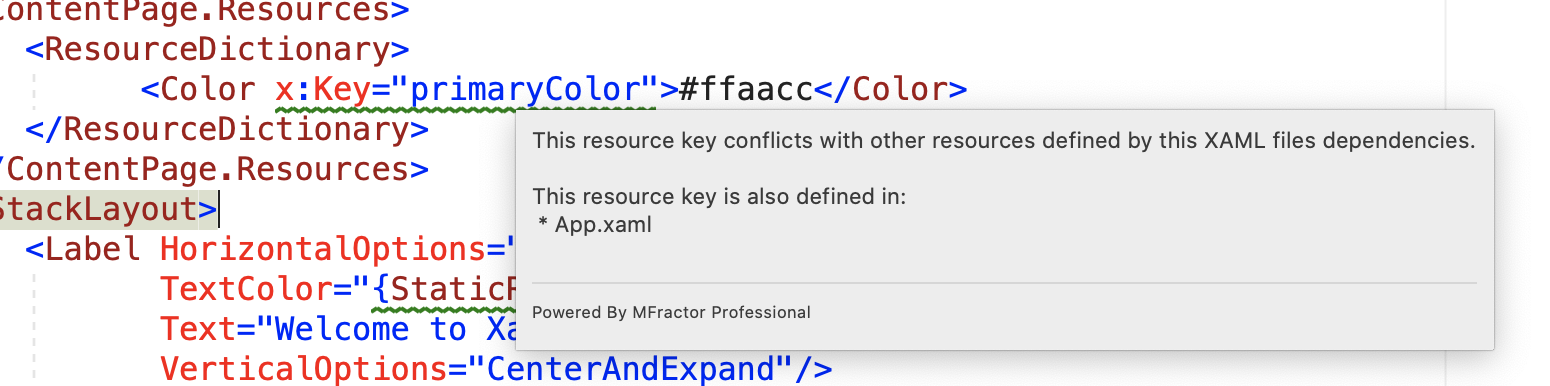 ContentPage.Resources>
<ResourceDictionary>
<Color x:Key="primaryColor">#ffaacc</Color>
</ResourceDictionary>
/ContentPage.Resources>
StackLayout>
<Label HorizontalOptions="
TextColor="{StaticR
Text="Welcome to Xa
VerticalOptions="CenterAndExpand"/>
This resource key conflicts with other resources defined by this XAML files dependencies.
This resource key is also defined in:
* App.xaml
Powered By MFractor Professional